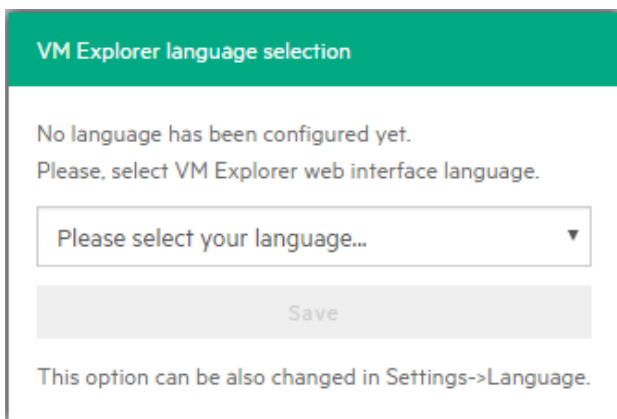 VM Explorer language selection
No language has been configured yet.
Please, select VM Explorer web interface language.
Please select your language...
Save
This option can be also changed in Settings->Language.